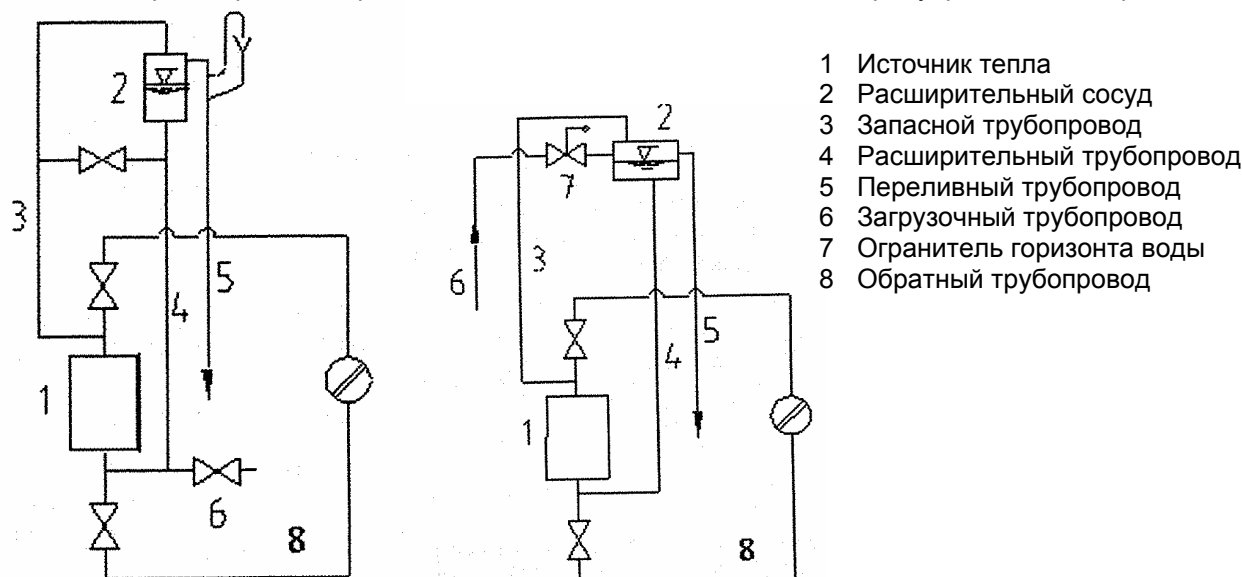 2
3
4
5
1
6
8
2
7
6
3
4
5
1
8
1 Источник тепла
2 Расширительный сосуд
3 Запасной трубопровод
4 Расширительный трубопровод
5 Переливный трубопровод
6 Загрузочный трубопровод
7 Огранитель горизонта воды
8 Обратный трубопровод